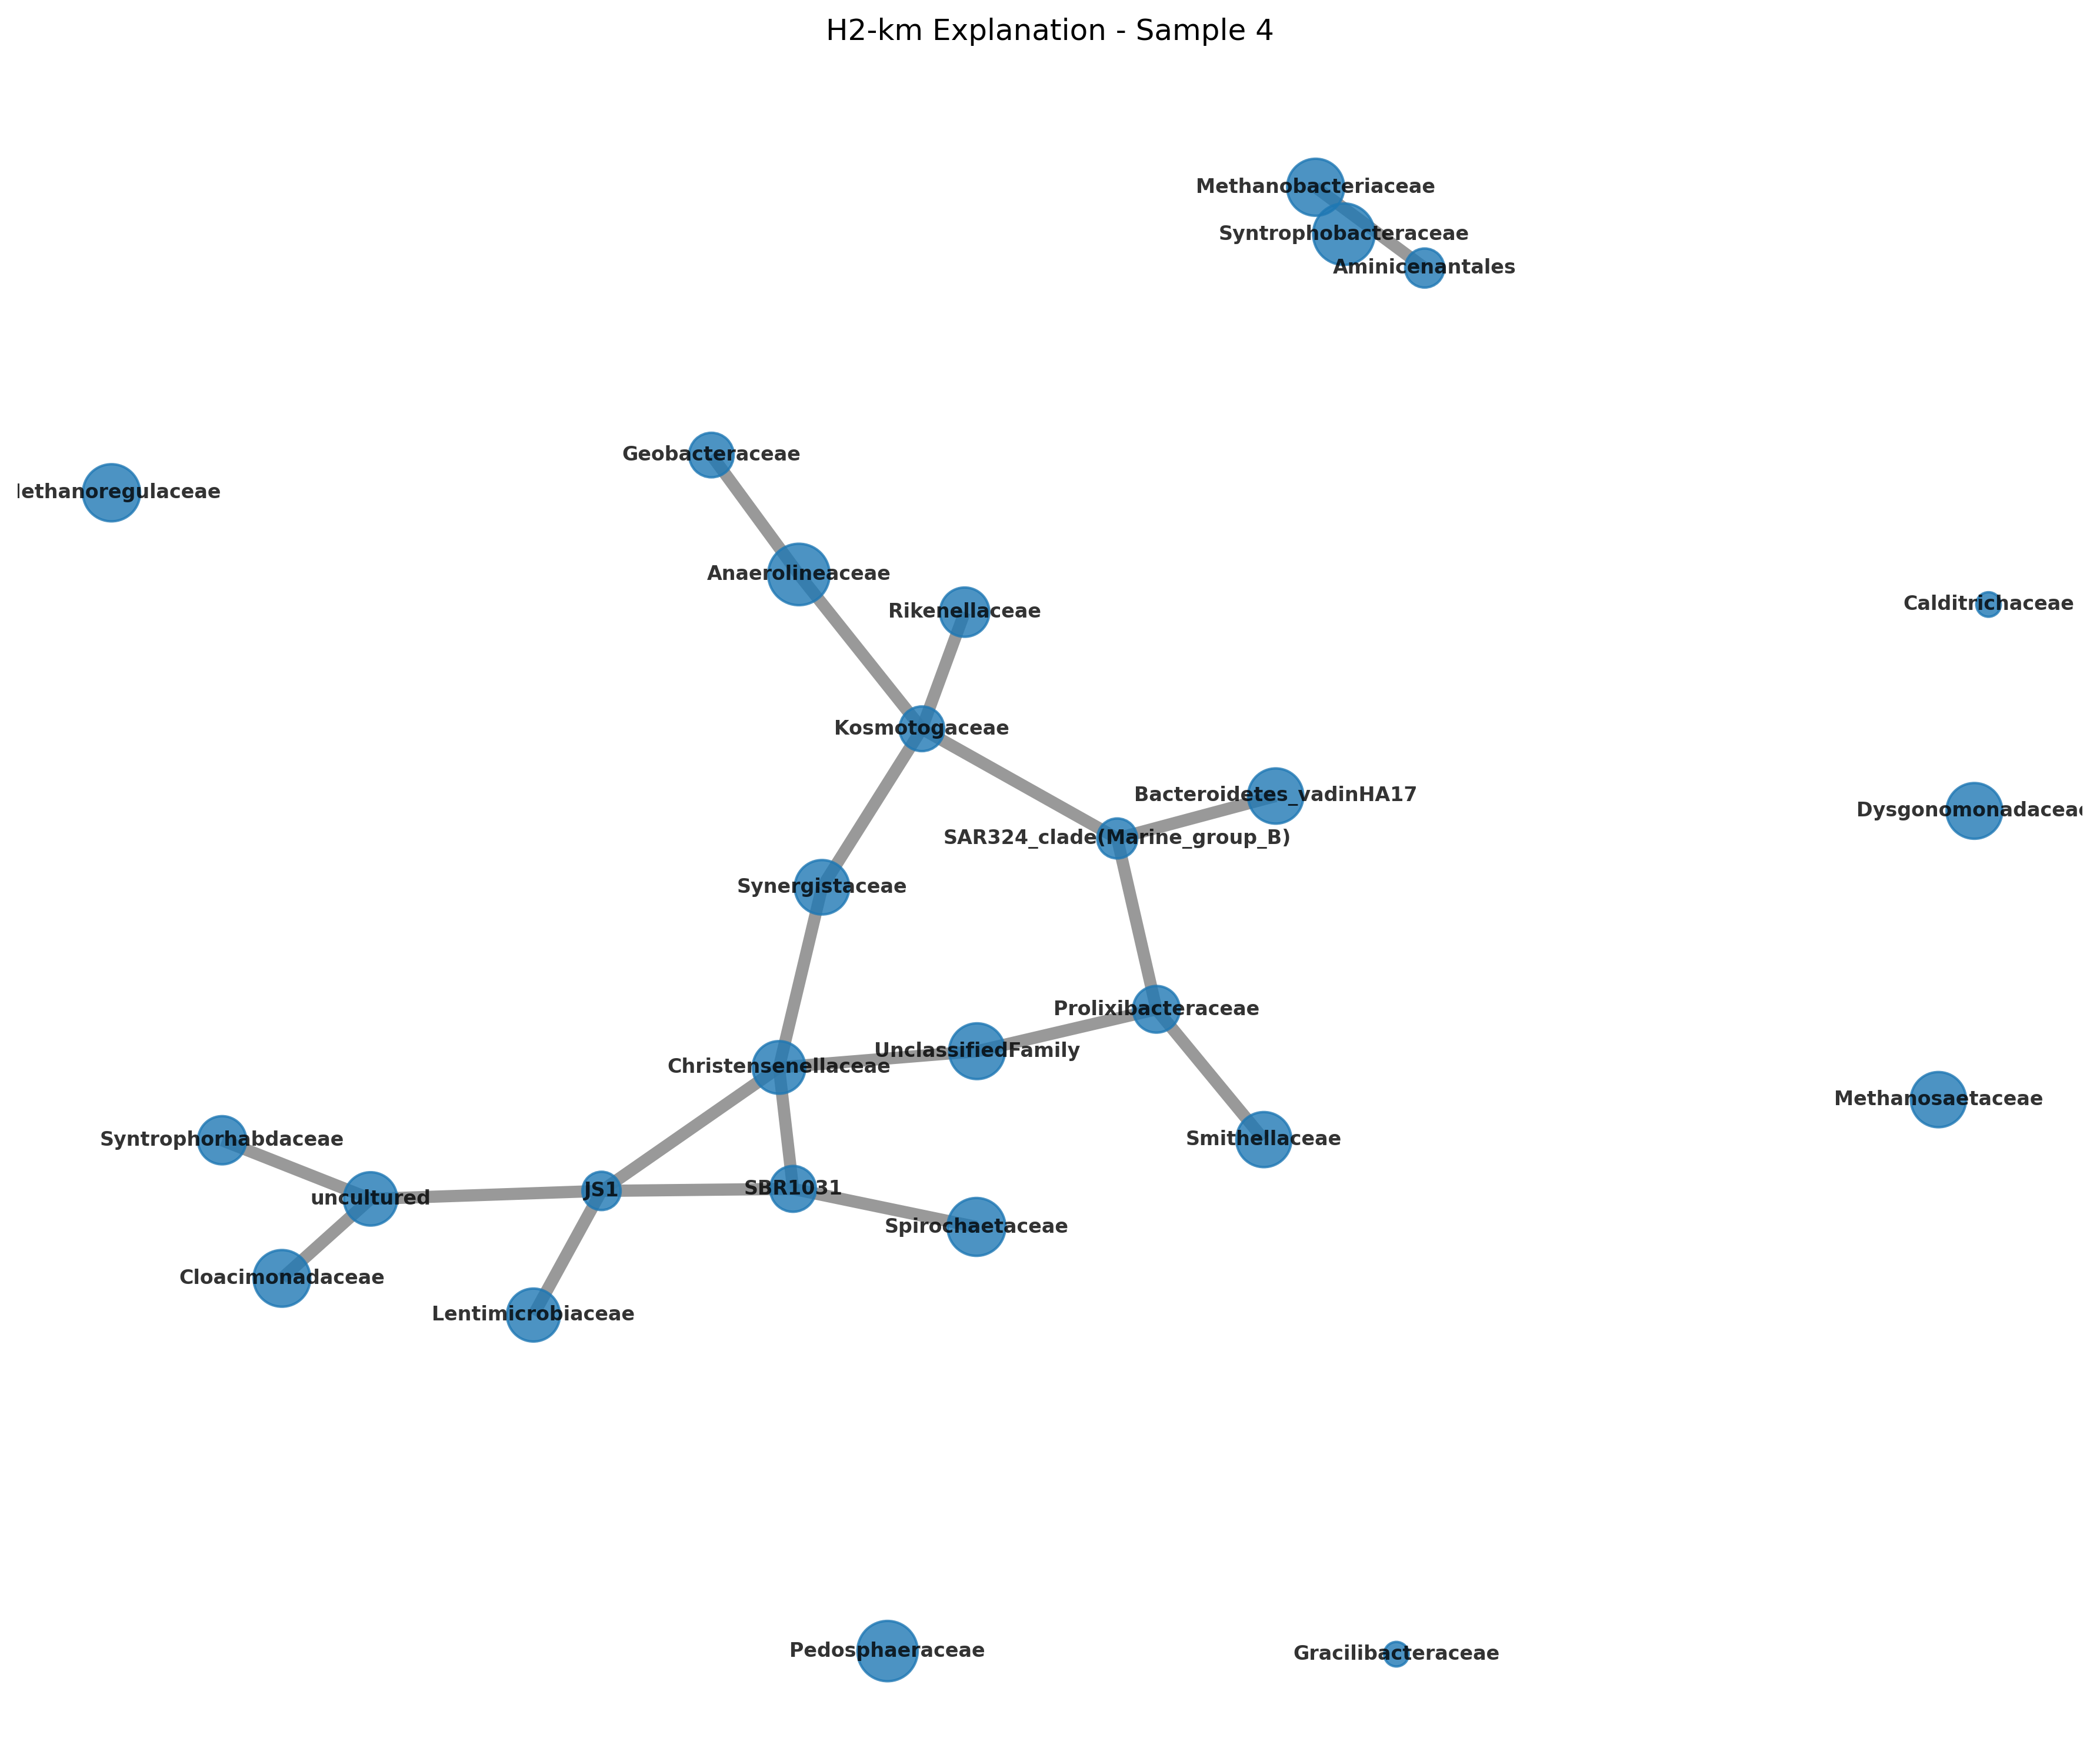 H2-km Explanation - Sample 4
Methanobacteriaceae
Syntrophobacteraceae
Aminicenantales
Geobacteraceae
lethanoregulaceae
Anaerolineaceae
Calditrichaceae
Rikenellaceae
Kosmotogaceae
Bacteroidetes_vadinHA17
Dysgonomonadaceae
SAR324_clade(Marine_group_B)
Synergistaceae
Prolixibacteraceae
UnclassifiedFamily
Christensenellaceae
Methanosaetaceae
Syntrophorhabdaceae
Smithellaceae
SBR1031
JS1
uncultured
Spirochaetaceae
Cloacimonadaceae
Lentimicrobiaceae
Pedosphaeraceae
Gracilibacteraceae